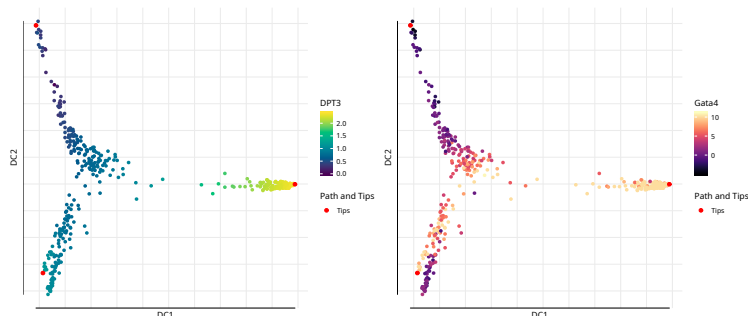 DC2
DPT3
2.0
1.5
1.0
0.5
0.0
Path and Tips
Tips
DC1
DC2
Gata4
10
5
0
Path and Tips
Tips
DC1